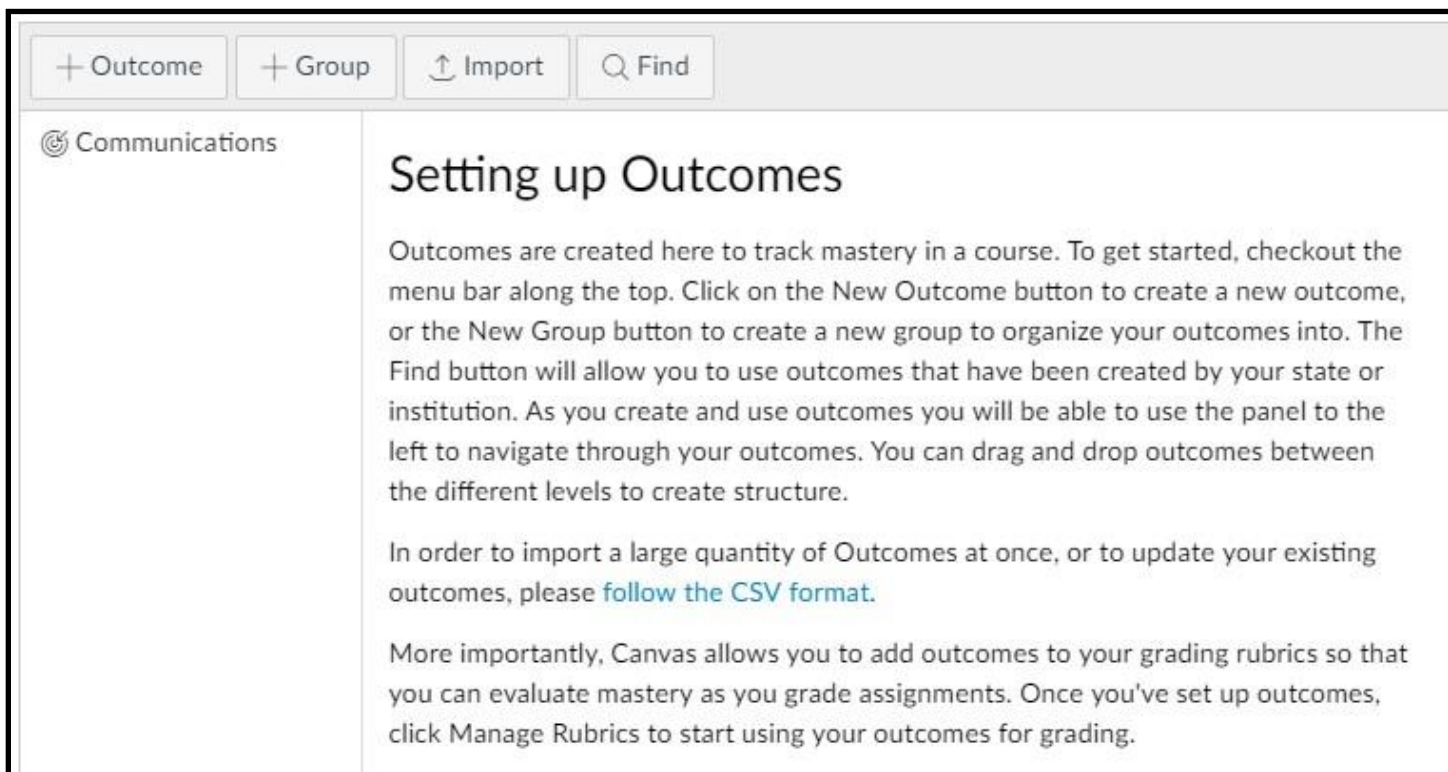 + Outcome + Group Import Find
Communications
Setting up Outcomes
Outcomes are created here to track mastery in a course. To get started, checkout the
menu bar along the top. Click on the New Outcome button to create a new outcome,
or the New Group button to create a new group to organize your outcomes into. The
Find button will allow you to use outcomes that have been created by your state or
institution. As you create and use outcomes you will be able to use the panel to the
left to navigate through your outcomes. You can drag and drop outcomes between
the different levels to create structure.
In order to import a large quantity of Outcomes at once, or to update your existing
outcomes, please follow the CSV format.
More importantly, Canvas allows you to add outcomes to your grading rubrics so that
you can evaluate mastery as you grade assignments. Once you've set up outcomes,
click Manage Rubrics to start using your outcomes for grading.